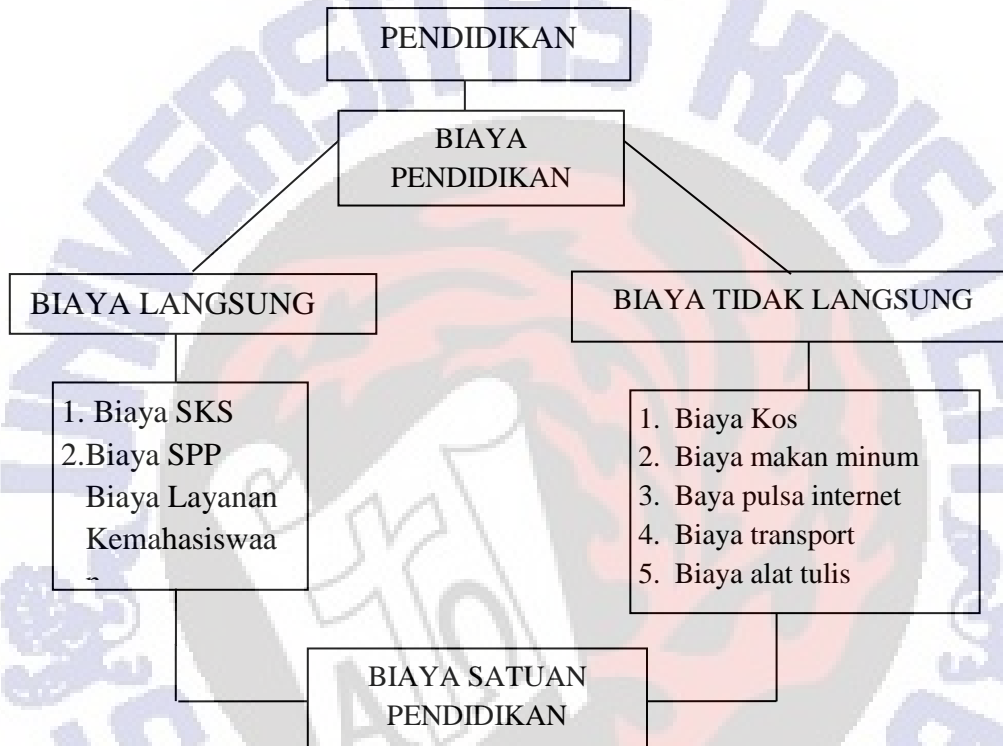 PENDIDIKAN
BIAYA
PENDIDIKAN
BIAYA LANGSUNG
BIAYA TIDAK LANGSUNG
1. Biaya SKS
2.Biaya SPP
Biaya Layanan
Kemahasiswaa
1. Biaya Kos
2. Biaya makan minum
3. Baya pulsa internet
4. Biaya transport
5. Biaya alat tulis
BIAYA SATUAN
PENDIDIKAN